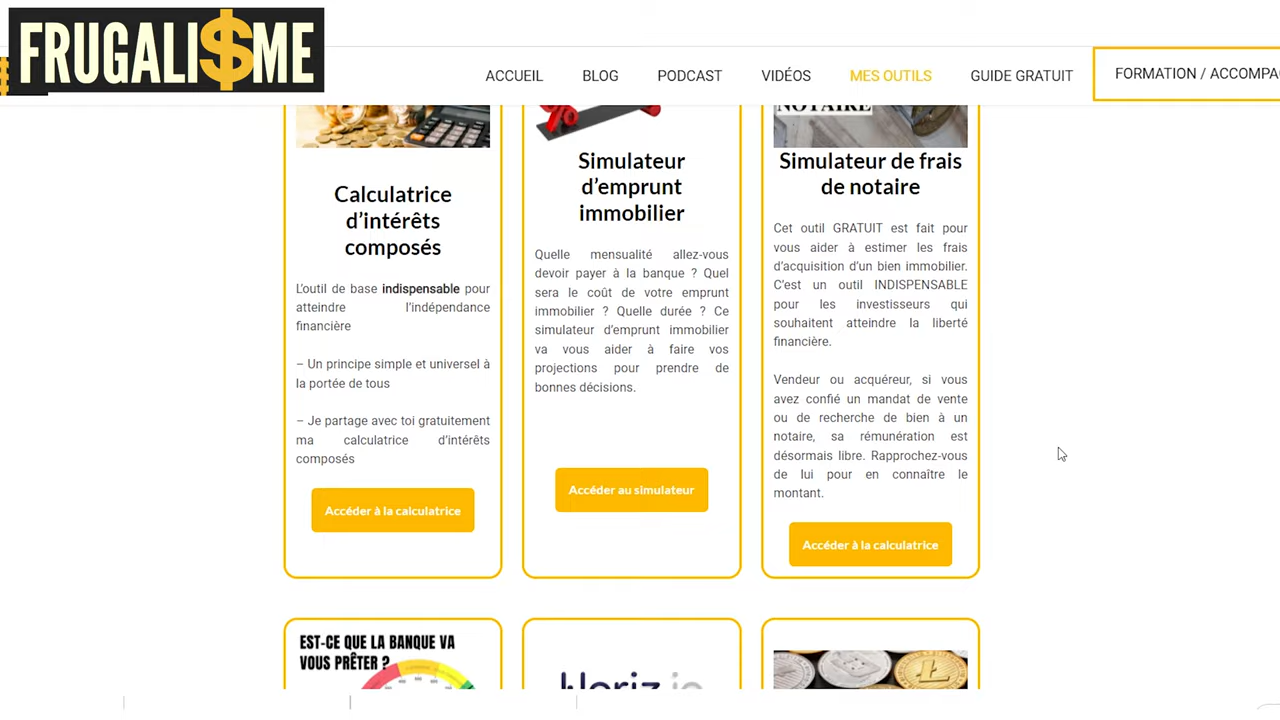 FRUGALI$ME
ACCUEIL BLOG PODCAST VIDÉOS MES OUTILS GUIDE GRATUIT FORMATION /
NOTAIRE
Calculatrice
d'intérêts
composés
L'outil de base indispensable pour
atteindre l'indépendance
financière
– Un principe simple et universel à
la portée de tous
– Je partage avec toi gratuitement
ma calculatrice d'intérêts
composés
Accéder à la calculatrice
Simulateur
d'emprunt
immobilier
Quelle mensualité allez-vous
devoir payer à la banque ? Quel
sera le coût de votre emprunt
immobilier ? Quelle durée ? Ce
simulateur d'emprunt immobilier
va vous aider à faire vos
projections pour prendre de
bonnes décisions.
Accéder au simulateur
Simulateur de frais
de notaire
Cet outil GRATUIT est fait pour
vous aider à estimer les frais
d'acquisition d'un bien immobilier.
C'est un outil INDISPENSABLE
pour les investisseurs qui
souhaitent atteindre la liberté
financière.
Vendeur ou acquéreur, si vous
avez confié un mandat de vente
ou de recherche de bien à un
notaire, sa rémunération est
désormais libre. Rapprochez-vous
de lui pour en connaître le
montant.
Accéder à la calculatrice
EST-CE QUE LA BANQUE VA
VOUS PRÊTER ?